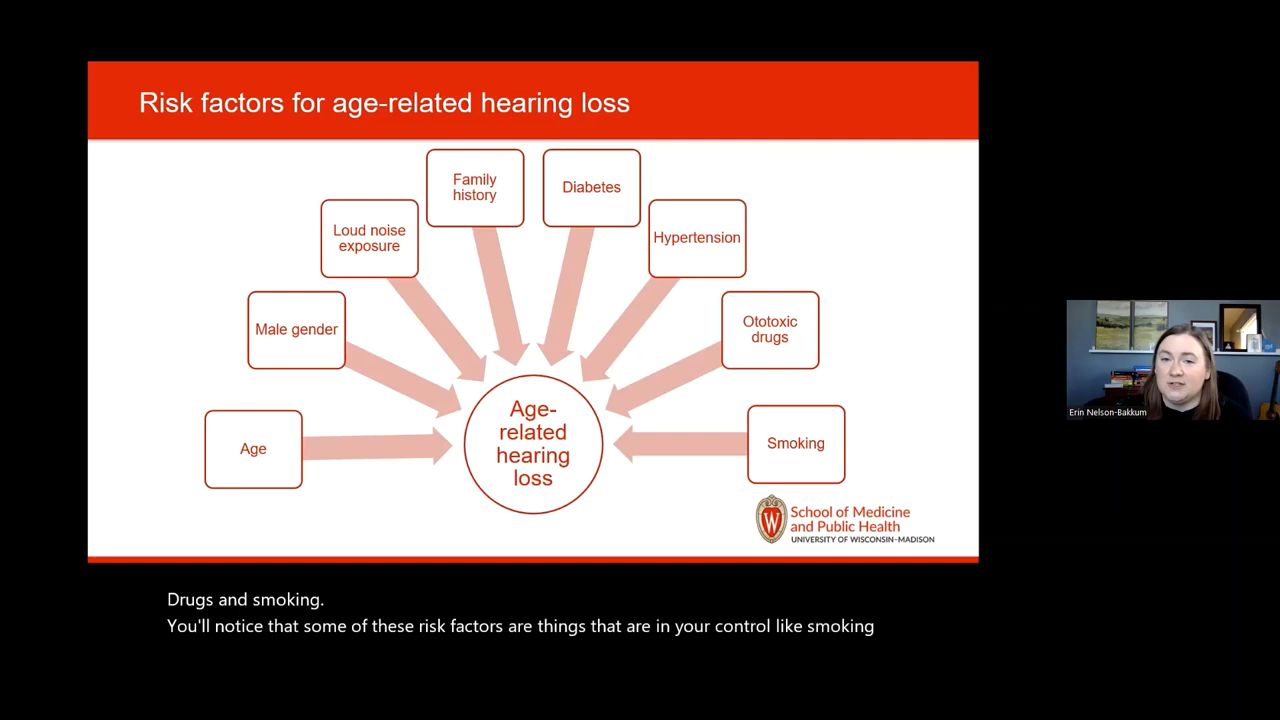 Risk factors for age-related hearing loss
Family
history
Diabetes
Loud noise
exposure
Hypertension
Male gender
Ototoxic
drugs
Age
Age-
related
hearing
loss
Smoking
W
School of Medicine
and Public Health
UNIVERSITY OF WISCONSIN–MADISON
Erin Nelson-Bakkum
Drugs and smoking.
You'll notice that some of these risk factors are things that are in your control like smoking